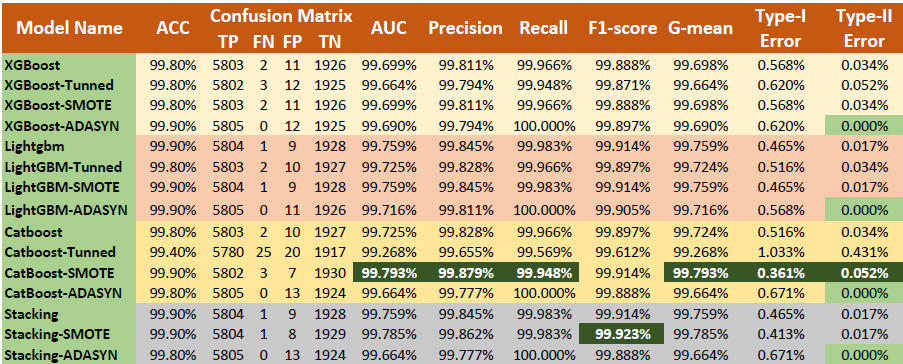 Model Name ACC Confusion Matrix AUC Precision Recall F1-score G-mean Type-I Error Type-II Error
TP FN FP TN
XGBoost 99.80% 5803 2 11 1926 99.699% 99.811% 99.966% 99.888% 99.698% 0.568% 0.034%
XGBoost-Tunned 99.80% 5802 3 12 1925 99.664% 99.794% 99.948% 99.871% 99.664% 0.620% 0.052%
XGBoost-SMOTE 99.80% 5803 2 11 1926 99.699% 99.811% 99.966% 99.888% 99.698% 0.568% 0.034%
XGBoost-ADASYN 99.90% 5805 0 12 1925 99.690% 99.794% 100.000% 99.897% 99.690% 0.620% 0.000%
Lightgbm 99.90% 5804 1 9 1928 99.759% 99.845% 99.983% 99.914% 99.759% 0.465% 0.017%
LightGBM-Tunned 99.80% 5803 2 10 1927 99.725% 99.828% 99.966% 99.897% 99.724% 0.516% 0.034%
LightGBM-SMOTE 99.90% 5804 1 9 1928 99.759% 99.845% 99.983% 99.914% 99.759% 0.465% 0.017%
LightGBM-ADASYN 99.90% 5805 0 11 1926 99.716% 99.811% 100.000% 99.905% 99.716% 0.568% 0.000%
Catboost 99.80% 5803 2 10 1927 99.725% 99.828% 99.966% 99.897% 99.724% 0.516% 0.034%
Catboost-Tunned 99.40% 5780 25 20 1917 99.268% 99.655% 99.569% 99.612% 99.268% 1.033% 0.431%
CatBoost-SMOTE 99.90% 5802 3 7 1930 99.793% 99.879% 99.948% 99.914% 99.793% 0.361% 0.052%
CatBoost-ADASYN 99.80% 5805 0 13 1924 99.664% 99.777% 100.000% 99.888% 99.664% 0.671% 0.000%
Stacking 99.90% 5804 1 9 1928 99.759% 99.845% 99.983% 99.914% 99.759% 0.465% 0.017%
Stacking-SMOTE 99.90% 5804 1 8 1929 99.785% 99.862% 99.983% 99.923% 99.785% 0.413% 0.017%
Stacking-ADASYN 99.80% 5805 0 13 1924 99.664% 99.777% 100.000% 99.888% 99.664% 0.671% 0.000%